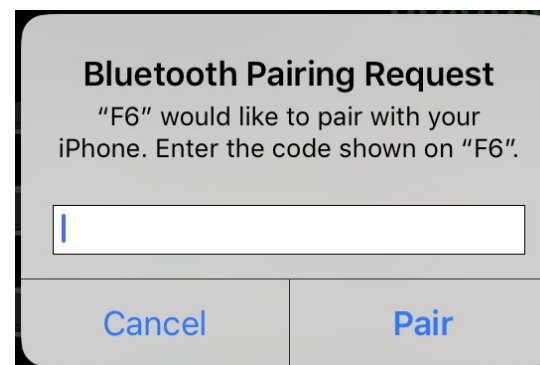 Bluetooth Pairing Request
“F6” would like to pair with your
iPhone. Enter the code shown on “F6”.
Cancel
Pair